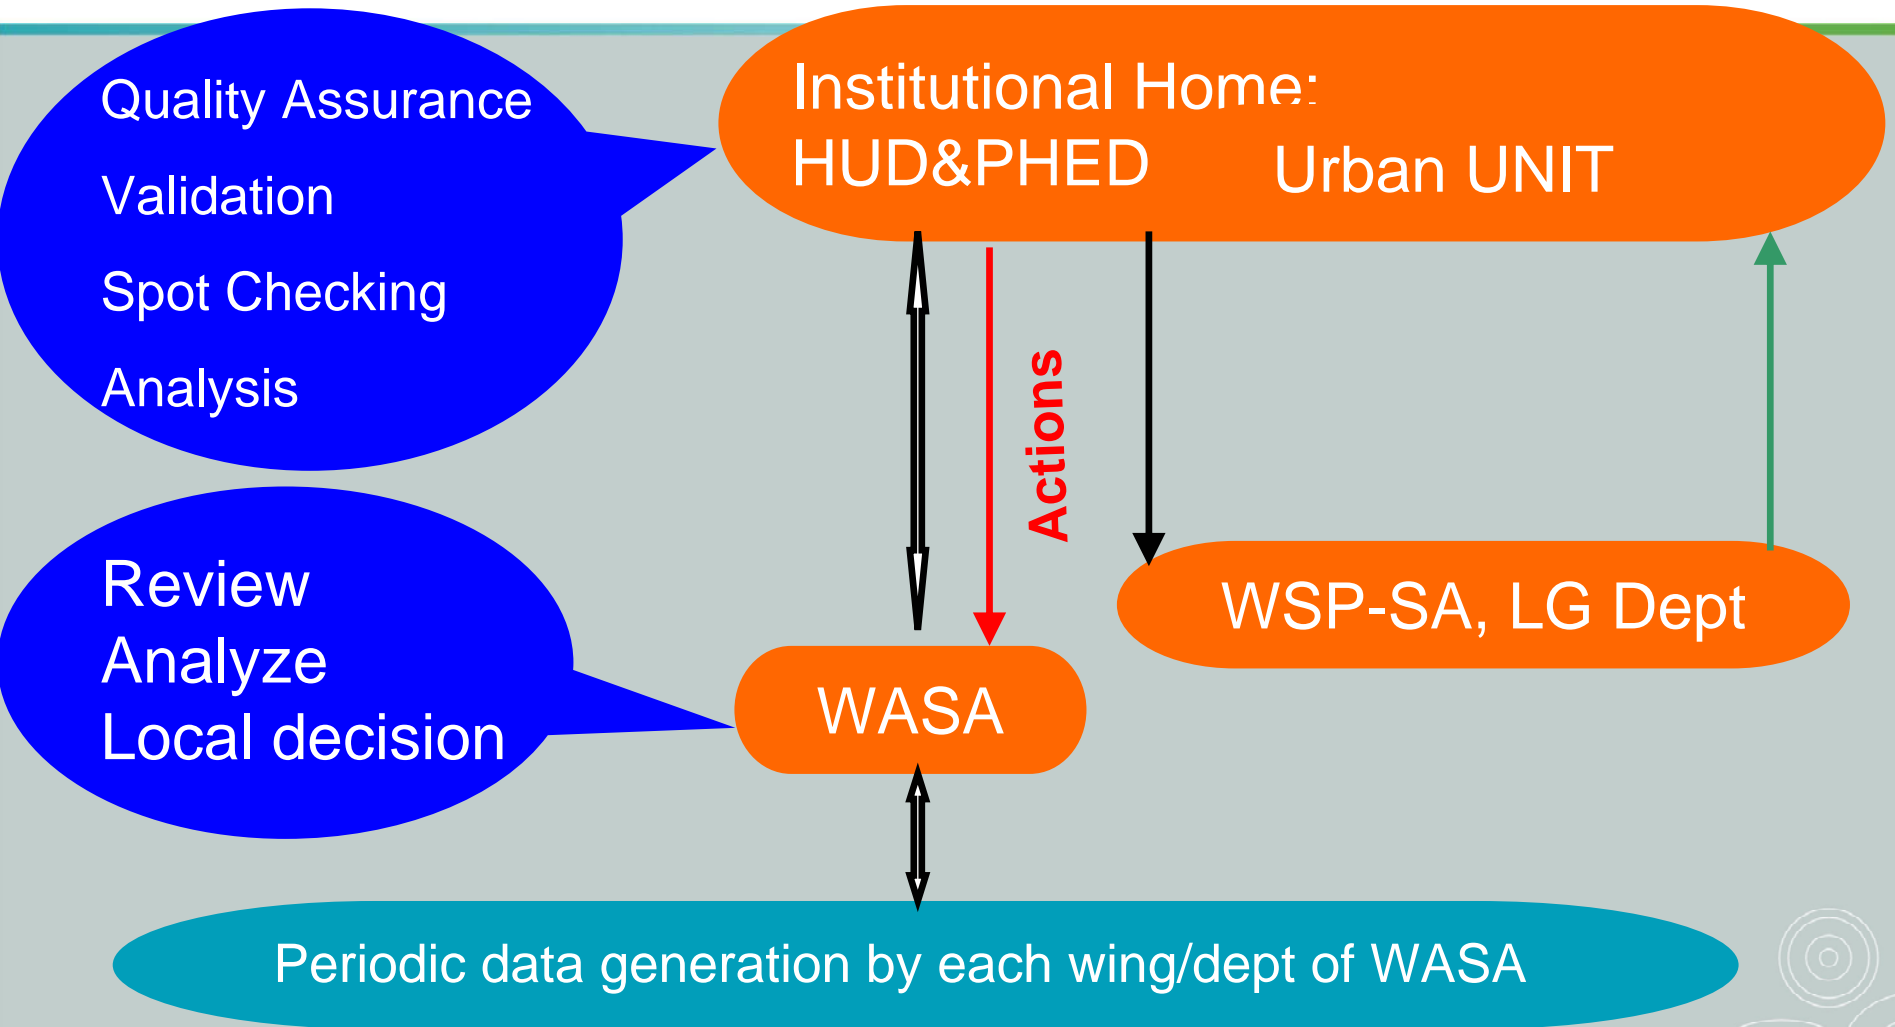 Quality Assurance
Validation
Spot Checking
Analysis
Institutional Home:
HUD&PHED
Urban UNIT
Actions
Review
Analyze
Local decision
WSP-SA, LG Dept
WASA
Periodic data generation by each wing/dept of WASA